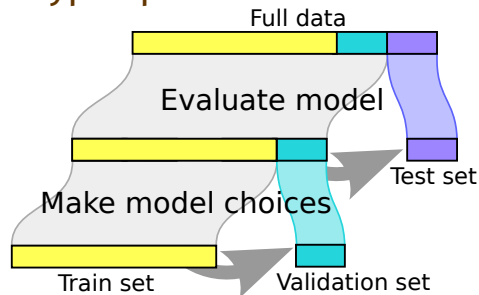 Full data
Evaluate model
Test set
Make model choices
Train set
Validation set